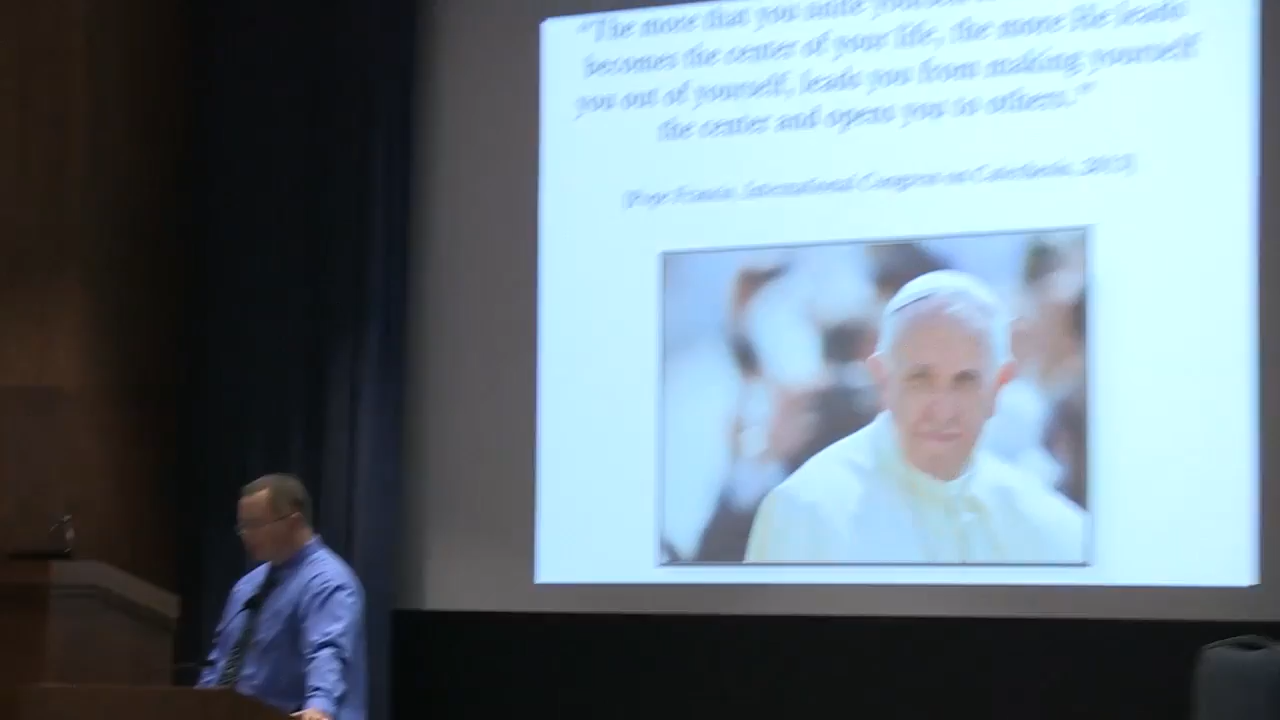 "The more that you unite yourself
becomes the center of your life, the more He leads
you out of yourself, leads you from making yourself
the center and opens you to others."
(Pope Francis, International Congress on Catechesis, 2013)